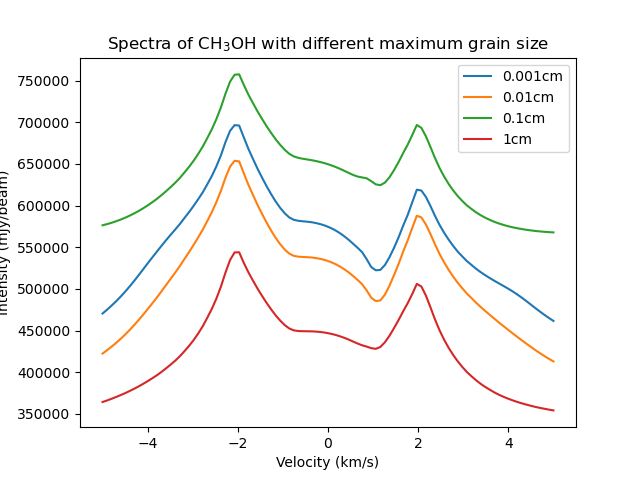 Spectra of CH₃OH with different maximum grain size
Intensity (mJy/beam)
750000
700000
650000
600000
550000
500000
450000
400000
350000
0.001cm
0.01cm
0.1cm
1cm
−4 −2 0 2 4
Velocity (km/s)